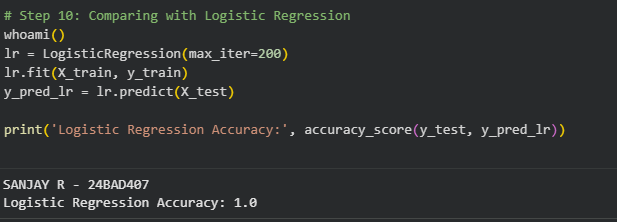 # Step 10: Comparing with Logistic Regression
whoami()
lr = LogisticRegression(max_iter=200)
lr.fit(X_train, y_train)
y_pred_lr = lr.predict(X_test)
print('Logistic Regression Accuracy:', accuracy_score(y_test, y_pred_lr))
SANJAY R - 24BAD407
Logistic Regression Accuracy: 1.0